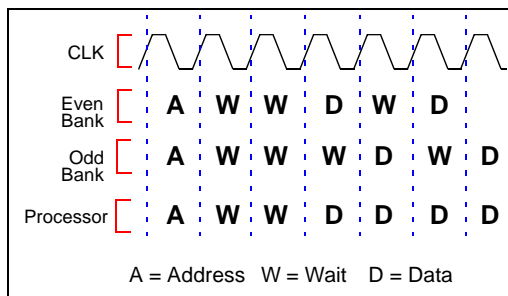 CLK
Even Bank A W W D W D
Odd Bank A W W W D W D
Processor A W W D D D D
A = Address W = Wait D = Data